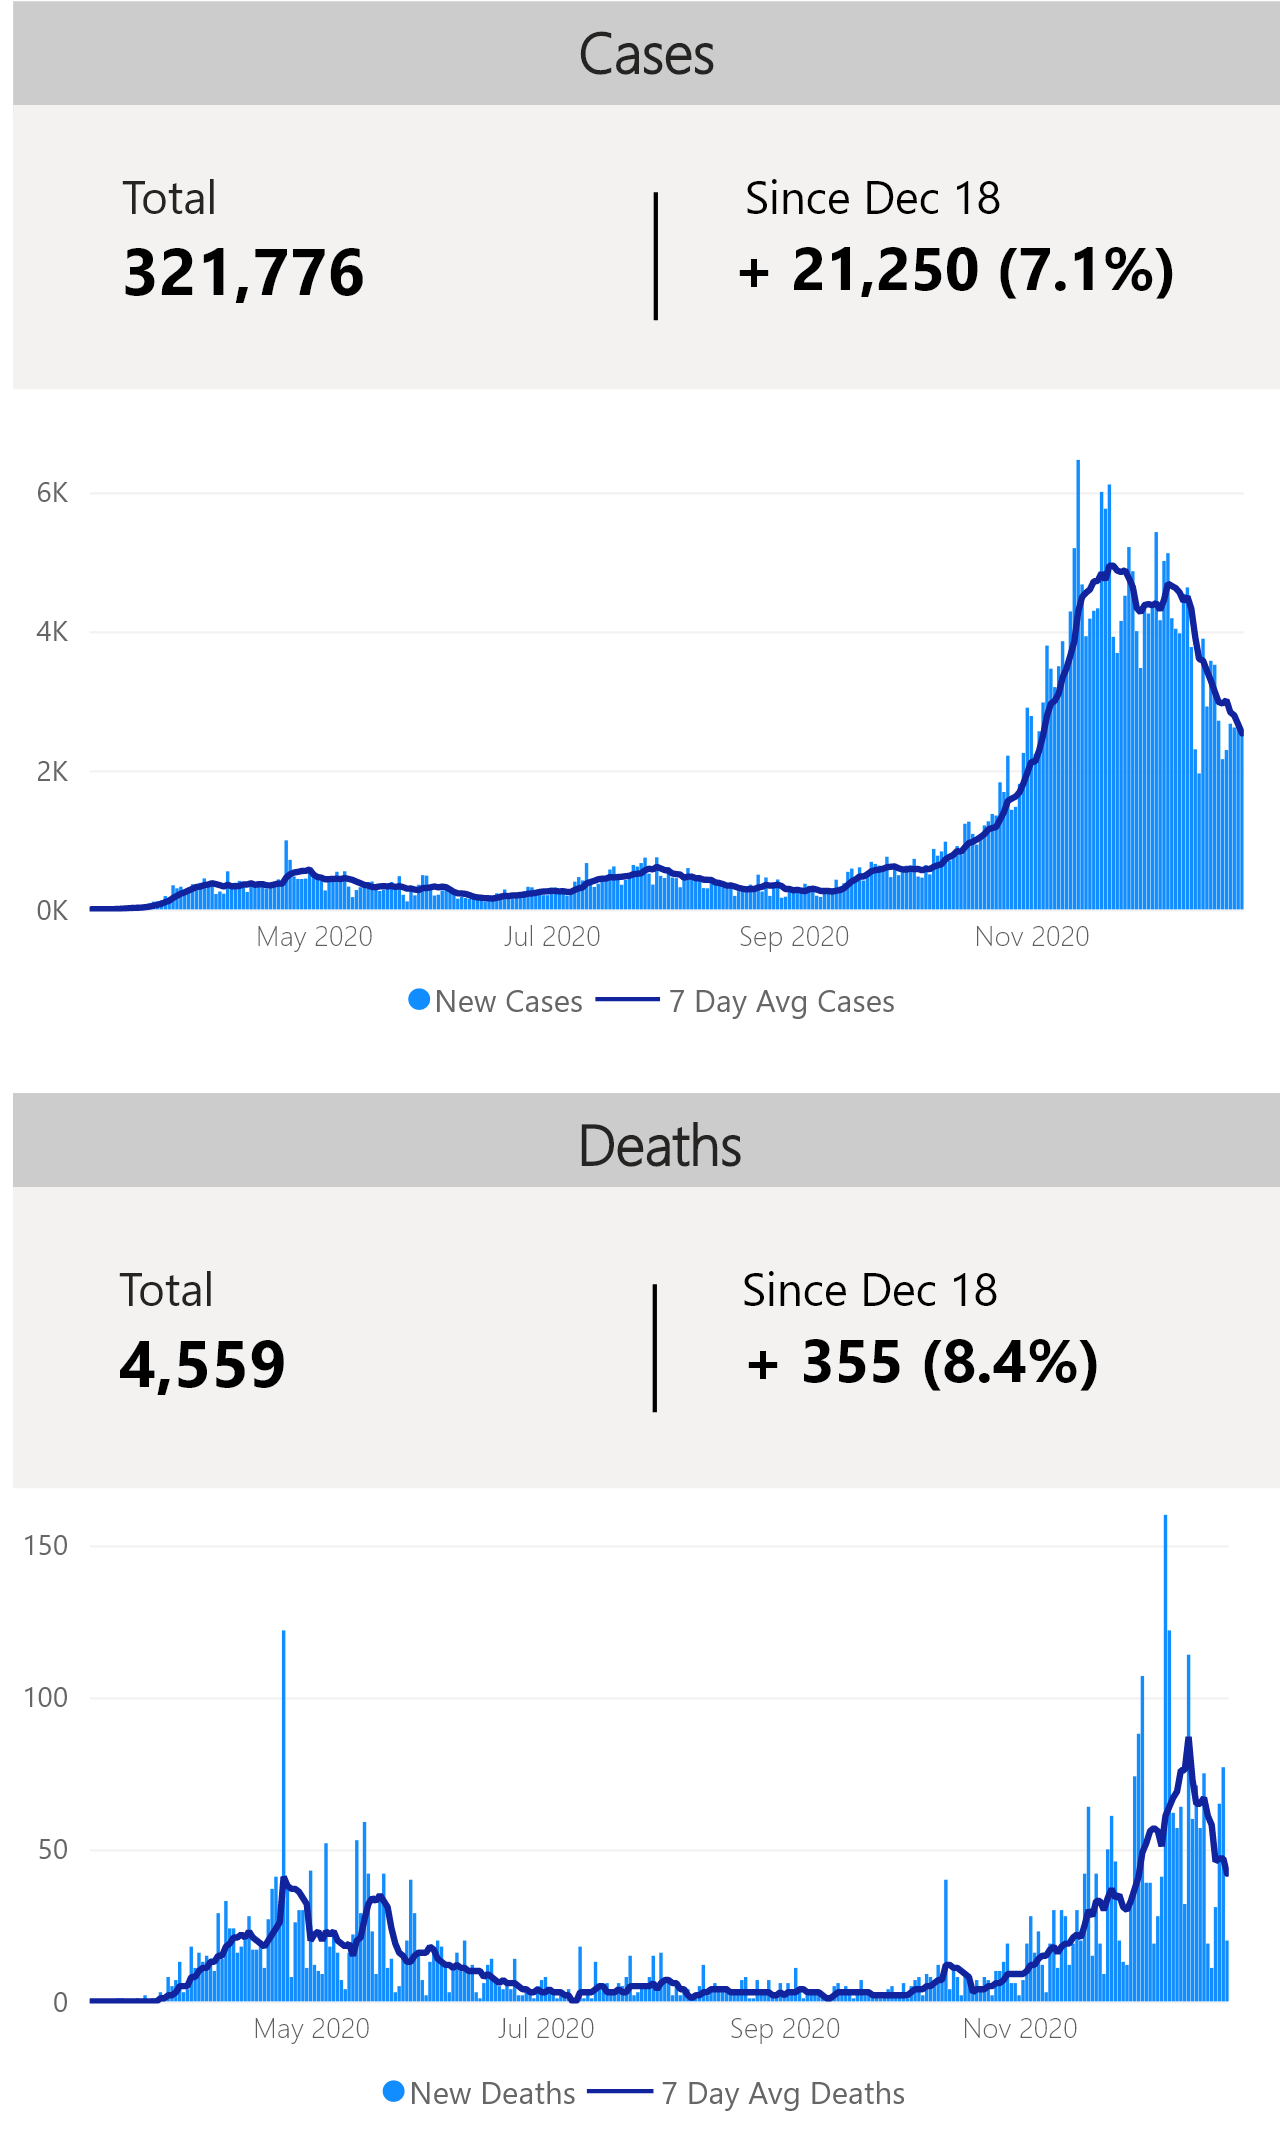 Cases
Total
321,776
Since Dec 18
+ 21,250 (7.1%)
6K
4K
2K
0K
May 2020
Jul 2020
Sep 2020
Nov 2020
New Cases
7 Day Avg Cases
Deaths
Total
4,559
Since Dec 18
+ 355 (8.4%)
150
100
50
0
May 2020
Jul 2020
Sep 2020
Nov 2020
New Deaths
7 Day Avg Deaths